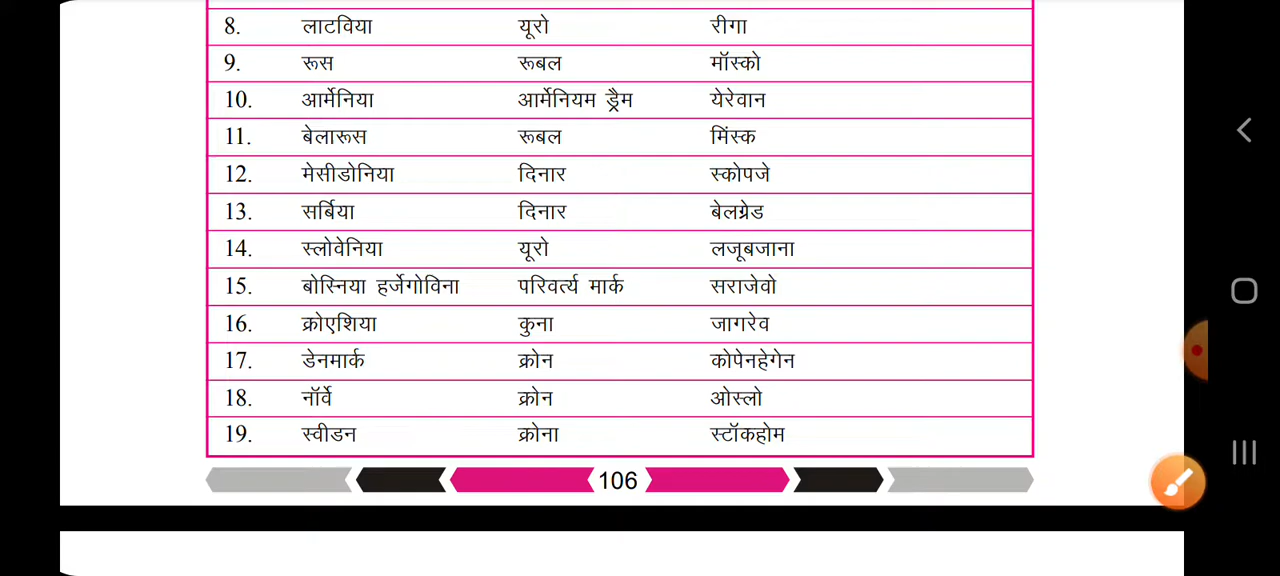 8. लाटविया यूरो रीगा
9. रूस रूबल मॉस्को
10. आर्मेनिया आर्मेनियम ड्रैम येरेवान
11. बेलारूस रूबल मिंस्क
12. मेसीडोनिया दिनार स्कोपजे
13. सर्बिया दिनार बेलग्रेड
14. स्लोवेनिया यूरो लजूबजाना
15. बोस्निया हर्जेगोविना परिवर्त्य मार्क सराजेवो
16. क्रोएशिया कुना जागरेव
17. डेनमार्क क्रोन कोपेनहेगेन
18. नॉर्वे क्रोन ओस्लो
19. स्वीडन क्रोना स्टॉकहोम
106